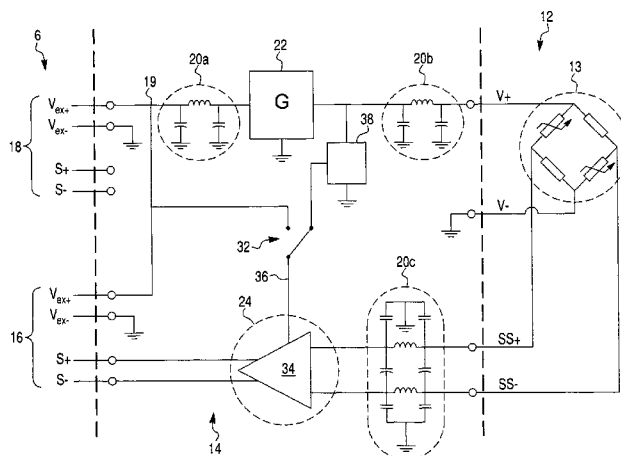 6
12
20a
22
20b
13
19
Vex+
G
V+
Vex-
38
18
S+
S-
V-
32
36
20c
Vex+
24
16
Vex-
SS+
S+
34
S-
SS-
14